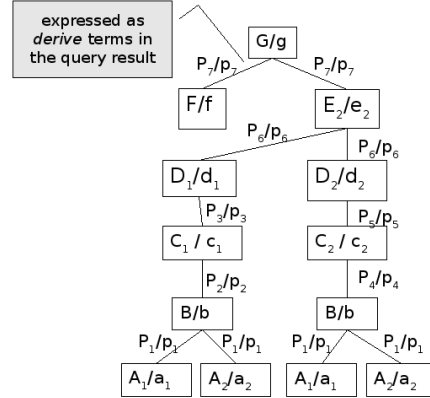 expressed as
derive terms in
the query result
G/g
P₇/p₇ P₇/p₇
F/f E₂/e₂
P₆/p₆ P₆/p₆
D₁/d₁ D₂/d₂
P₃/p₃ P₅/p₅
C₁ / c₁ C₂ / c₂
P₂/p₂ P₄/p₄
B/b B/b
P₁/p₁ P₁/p₁ P₁/p₁ P₁/p₁
A₁/a₁ A₂/a₂ A₁/a₁ A₂/a₂